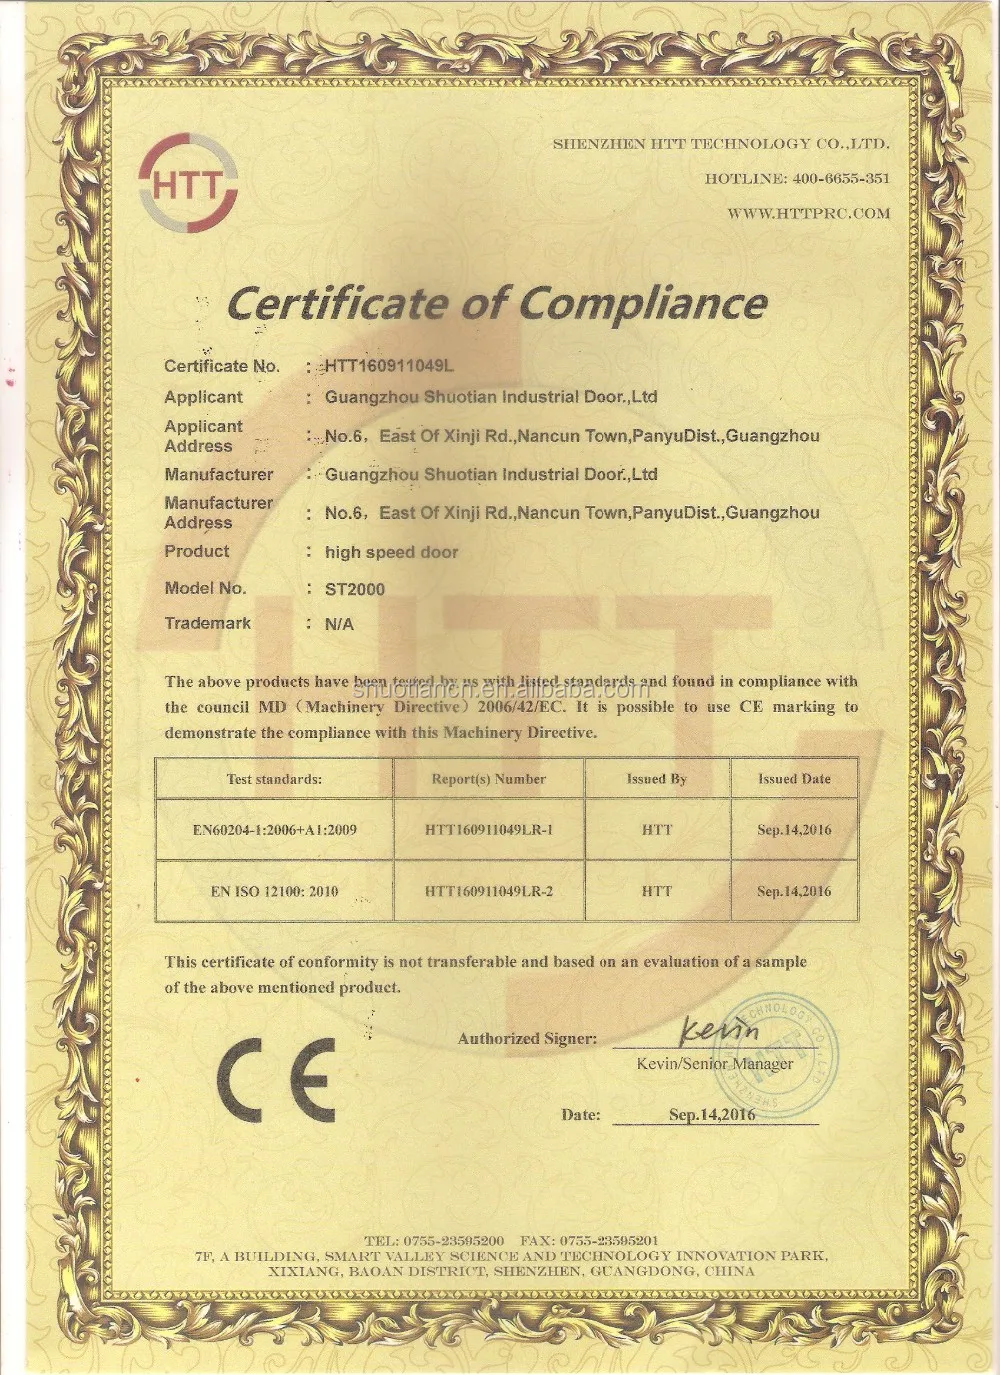 HTT
SHENZHEN HTT TECHNOLOGY CO.,LTD.
HOTLINE: 400-6655-351
WWW.HTTPRC.COM
Certificate of Compliance
Certificate No. : HTT160911049L
Applicant : Guangzhou Shuotian Industrial Door.,Ltd
Applicant Address : No.6, East Of Xinji Rd.,Nancun Town,PanyuDist.,Guangzhou
Manufacturer : Guangzhou Shuotian Industrial Door.,Ltd
Manufacturer Address : No.6, East Of Xinji Rd.,Nancun Town,PanyuDist.,Guangzhou
Product : high speed door
Model No. : ST2000
Trademark : N/A
HTT
The above products have been tested by us with listed standards and found in compliance with
shuotiancn.en.alibaba.com
the council MD (Machinery Directive) 2006/42/EC. It is possible to use CE marking to
demonstrate the compliance with this Machinery Directive.
Test standards: Report(s) Number Issued By Issued Date
EN60204-1:2006+A1:2009 HTT160911049LR-1 HTT Sep.14,2016
EN ISO 12100: 2010 HTT160911049LR-2 HTT Sep.14,2016
This certificate of conformity is not transferable and based on an evaluation of a sample
of the above mentioned product.
CE
Authorized Signer: Kevin
Kevin/Senior Manager
HTT
Date: Sep.14,2016
TEL: 0755-23595200 FAX: 0755-23595201
7F, A BUILDING, SMART VALLEY SCIENCE AND TECHNOLOGY INNOVATION PARK,
XIXIANG, BAOAN DISTRICT, SHENZHEN, GUANGDONG, CHINA